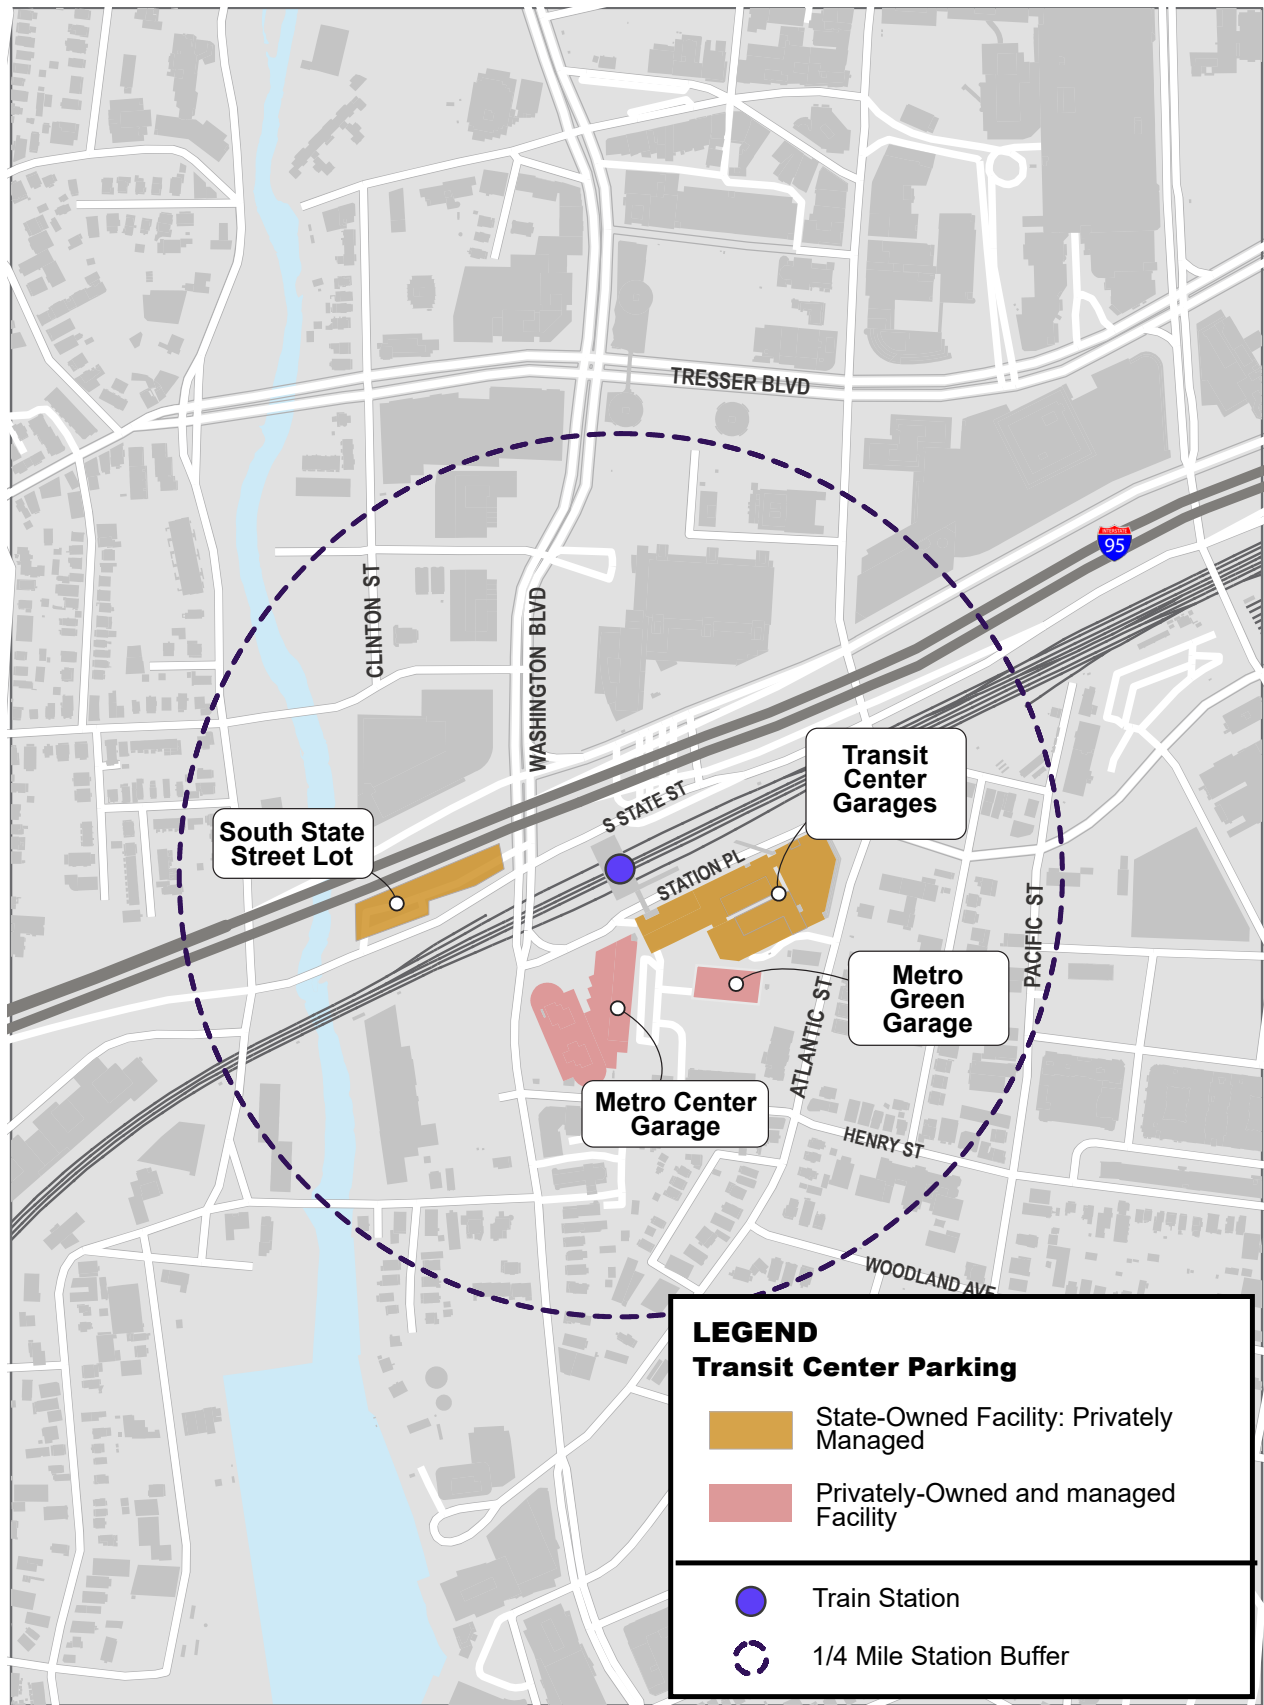 TRESSER BLVD
INTERSTATE
95
CLINTON ST
WASHINGTON BLVD
Transit
Center
Garages
S STATE ST
South State
Street Lot
STATION PL
PACIFIC ST
Metro
Green
Garage
ATLANTIC ST
Metro Center
Garage
HENRY ST
WOODLAND AVE
LEGEND
Transit Center Parking
State-Owned Facility: Privately
Managed
Privately-Owned and managed
Facility
Train Station
1/4 Mile Station Buffer